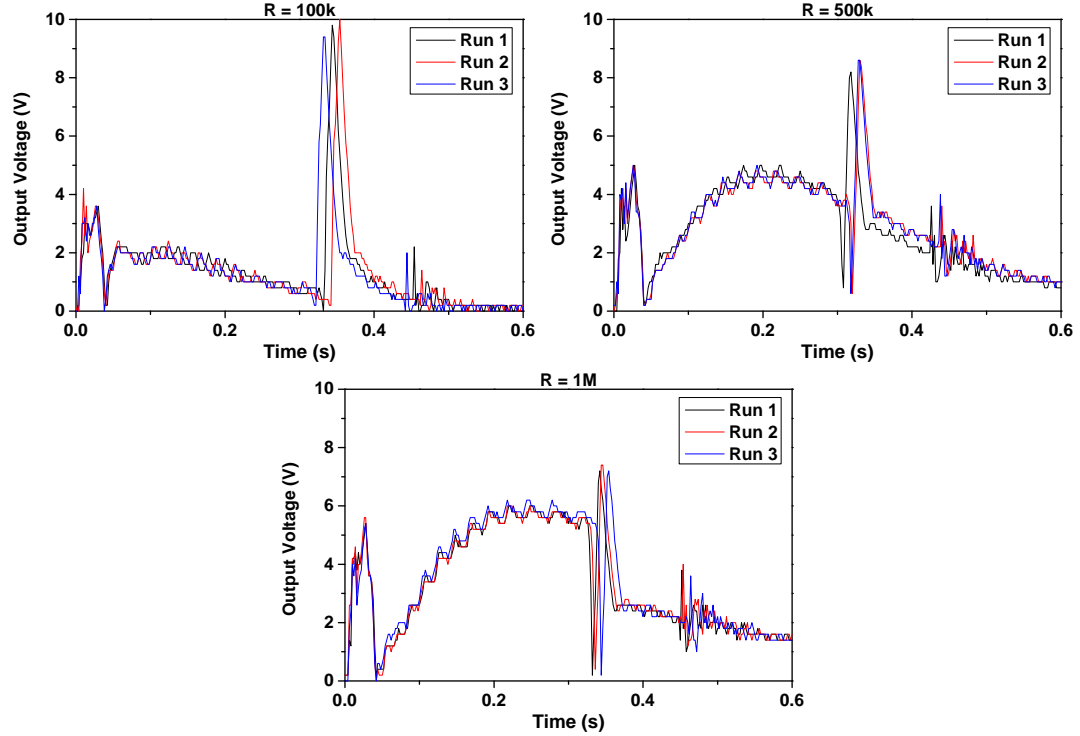 R = 100k
10
8
6
4
2
0
Output Voltage (V)
Run 1
Run 2
Run 3
0.0
0.2
0.4
0.6
Time (s)
R = 500k
10
8
6
4
2
0
Output Voltage (V)
Run 1
Run 2
Run 3
0.0
0.2
0.4
0.6
Time (s)
R = 1M
10
8
6
4
2
0
Output Voltage (V)
Run 1
Run 2
Run 3
0.0
0.2
0.4
0.6
Time (s)